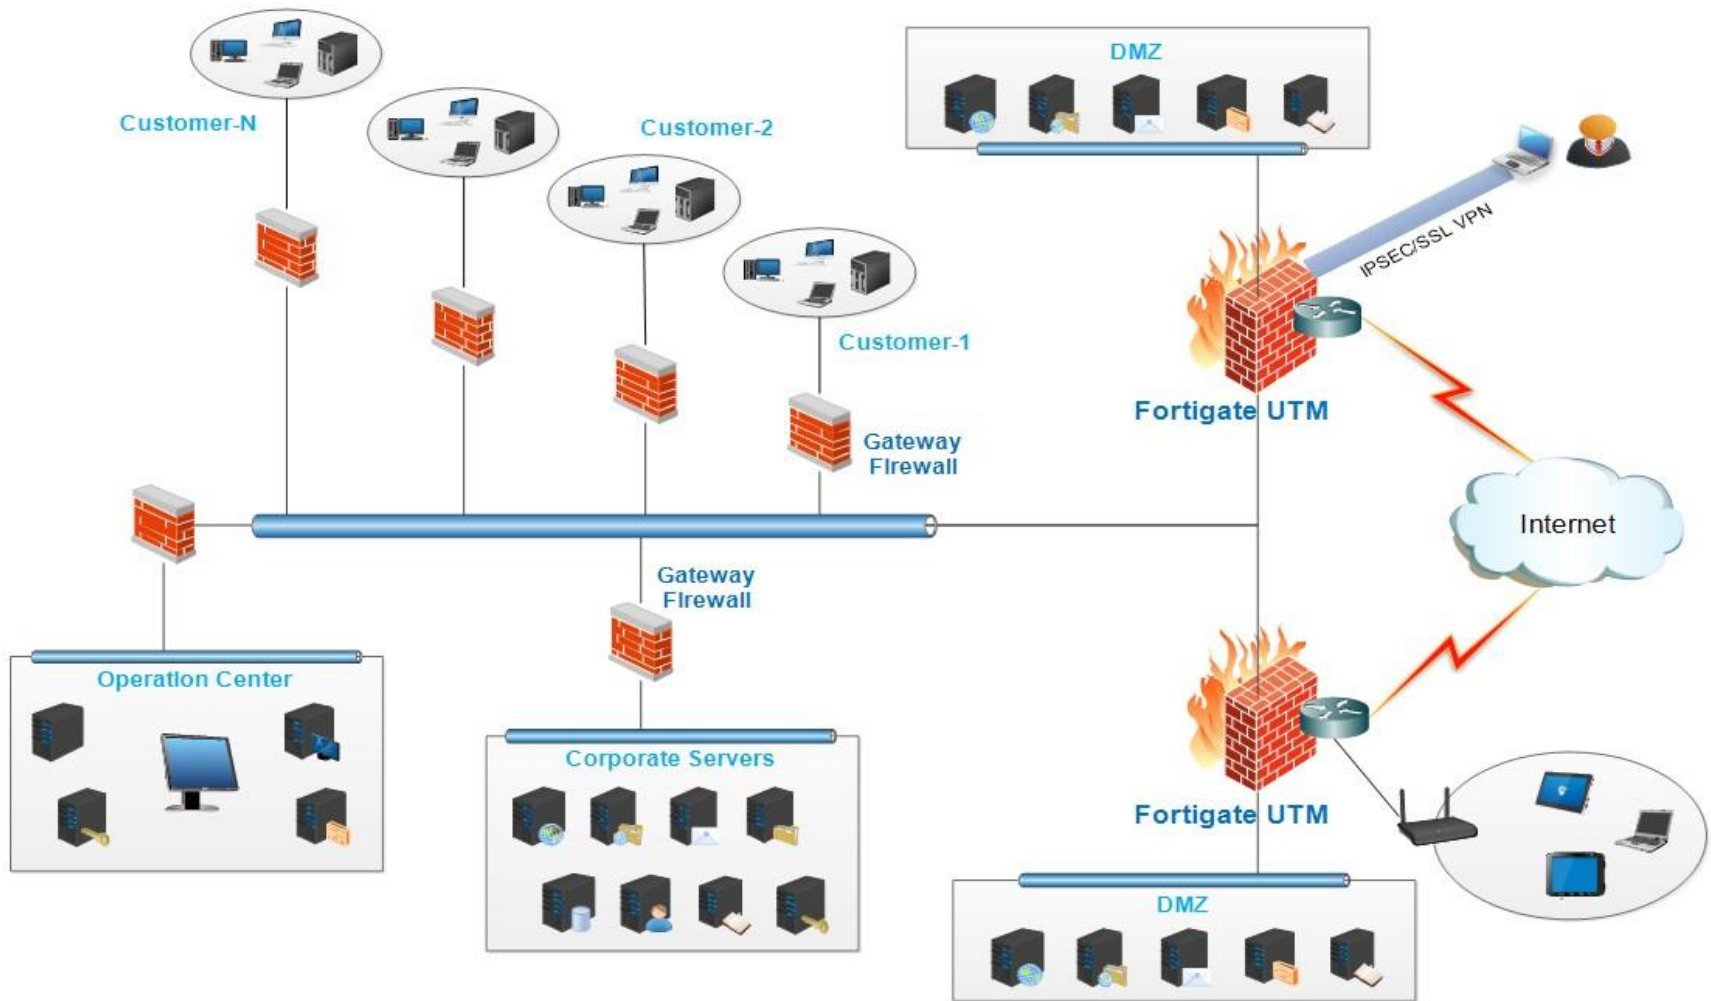 DMZ
Customer-N
Customer-2
IPSEC/SSL VPN
Customer-1
Fortigate UTM
Gateway
Firewall
Internet
Gateway
Firewall
Operation Center
Corporate Servers
Fortigate UTM
DMZ